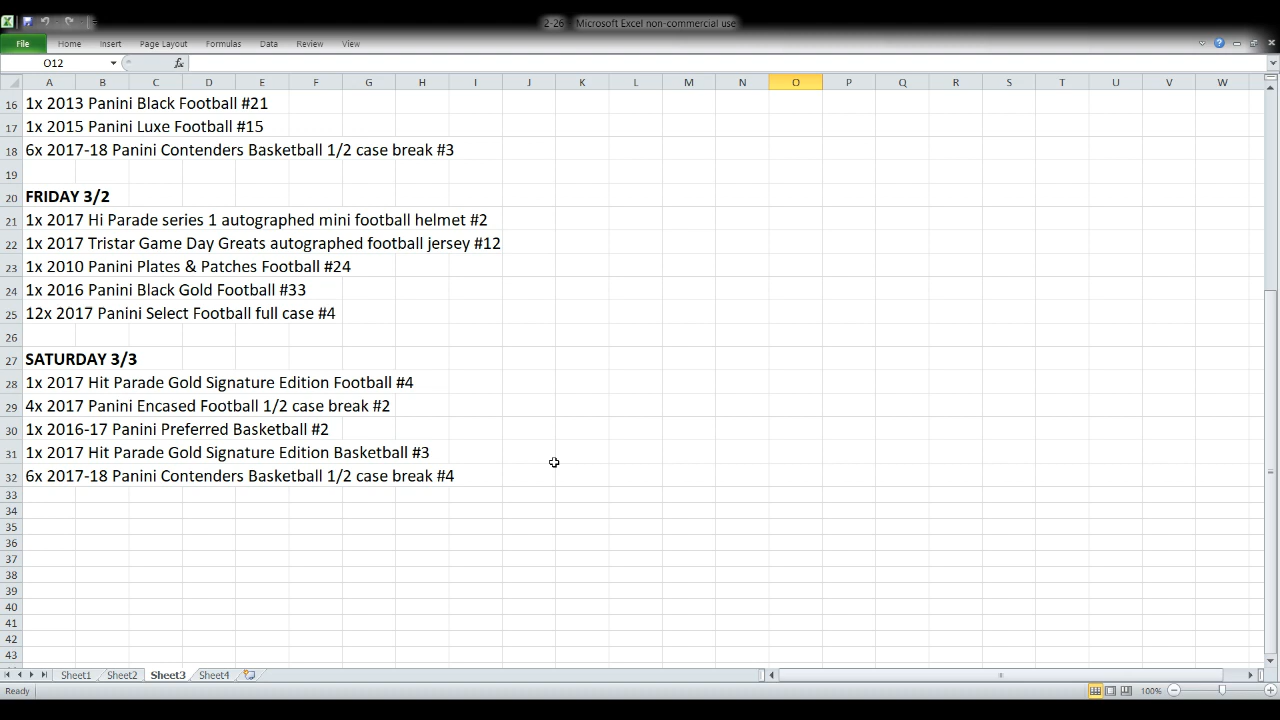 2-26 Microsoft Excel non-commercial use
File Home Insert Page Layout Formulas Data Review View
O12 fx
A B C D E F G H I J K L M N O P Q R S T U V W
16 1x 2013 Panini Black Football #21
17 1x 2015 Panini Luxe Football #15
18 6x 2017-18 Panini Contenders Basketball 1/2 case break #3
19
20 FRIDAY 3/2
21 1x 2017 Hi Parade series 1 autographed mini football helmet #2
22 1x 2017 Tristar Game Day Greats autographed football jersey #12
23 1x 2010 Panini Plates & Patches Football #24
24 1x 2016 Panini Black Gold Football #33
25 12x 2017 Panini Select Football full case #4
26
27 SATURDAY 3/3
28 1x 2017 Hit Parade Gold Signature Edition Football #4
29 4x 2017 Panini Encased Football 1/2 case break #2
30 1x 2016-17 Panini Preferred Basketball #2
31 1x 2017 Hit Parade Gold Signature Edition Basketball #3
32 6x 2017-18 Panini Contenders Basketball 1/2 case break #4
33
34
35
36
37
38
39
40
41
42
43
Sheet1 Sheet2 Sheet3 Sheet4
Ready 100%